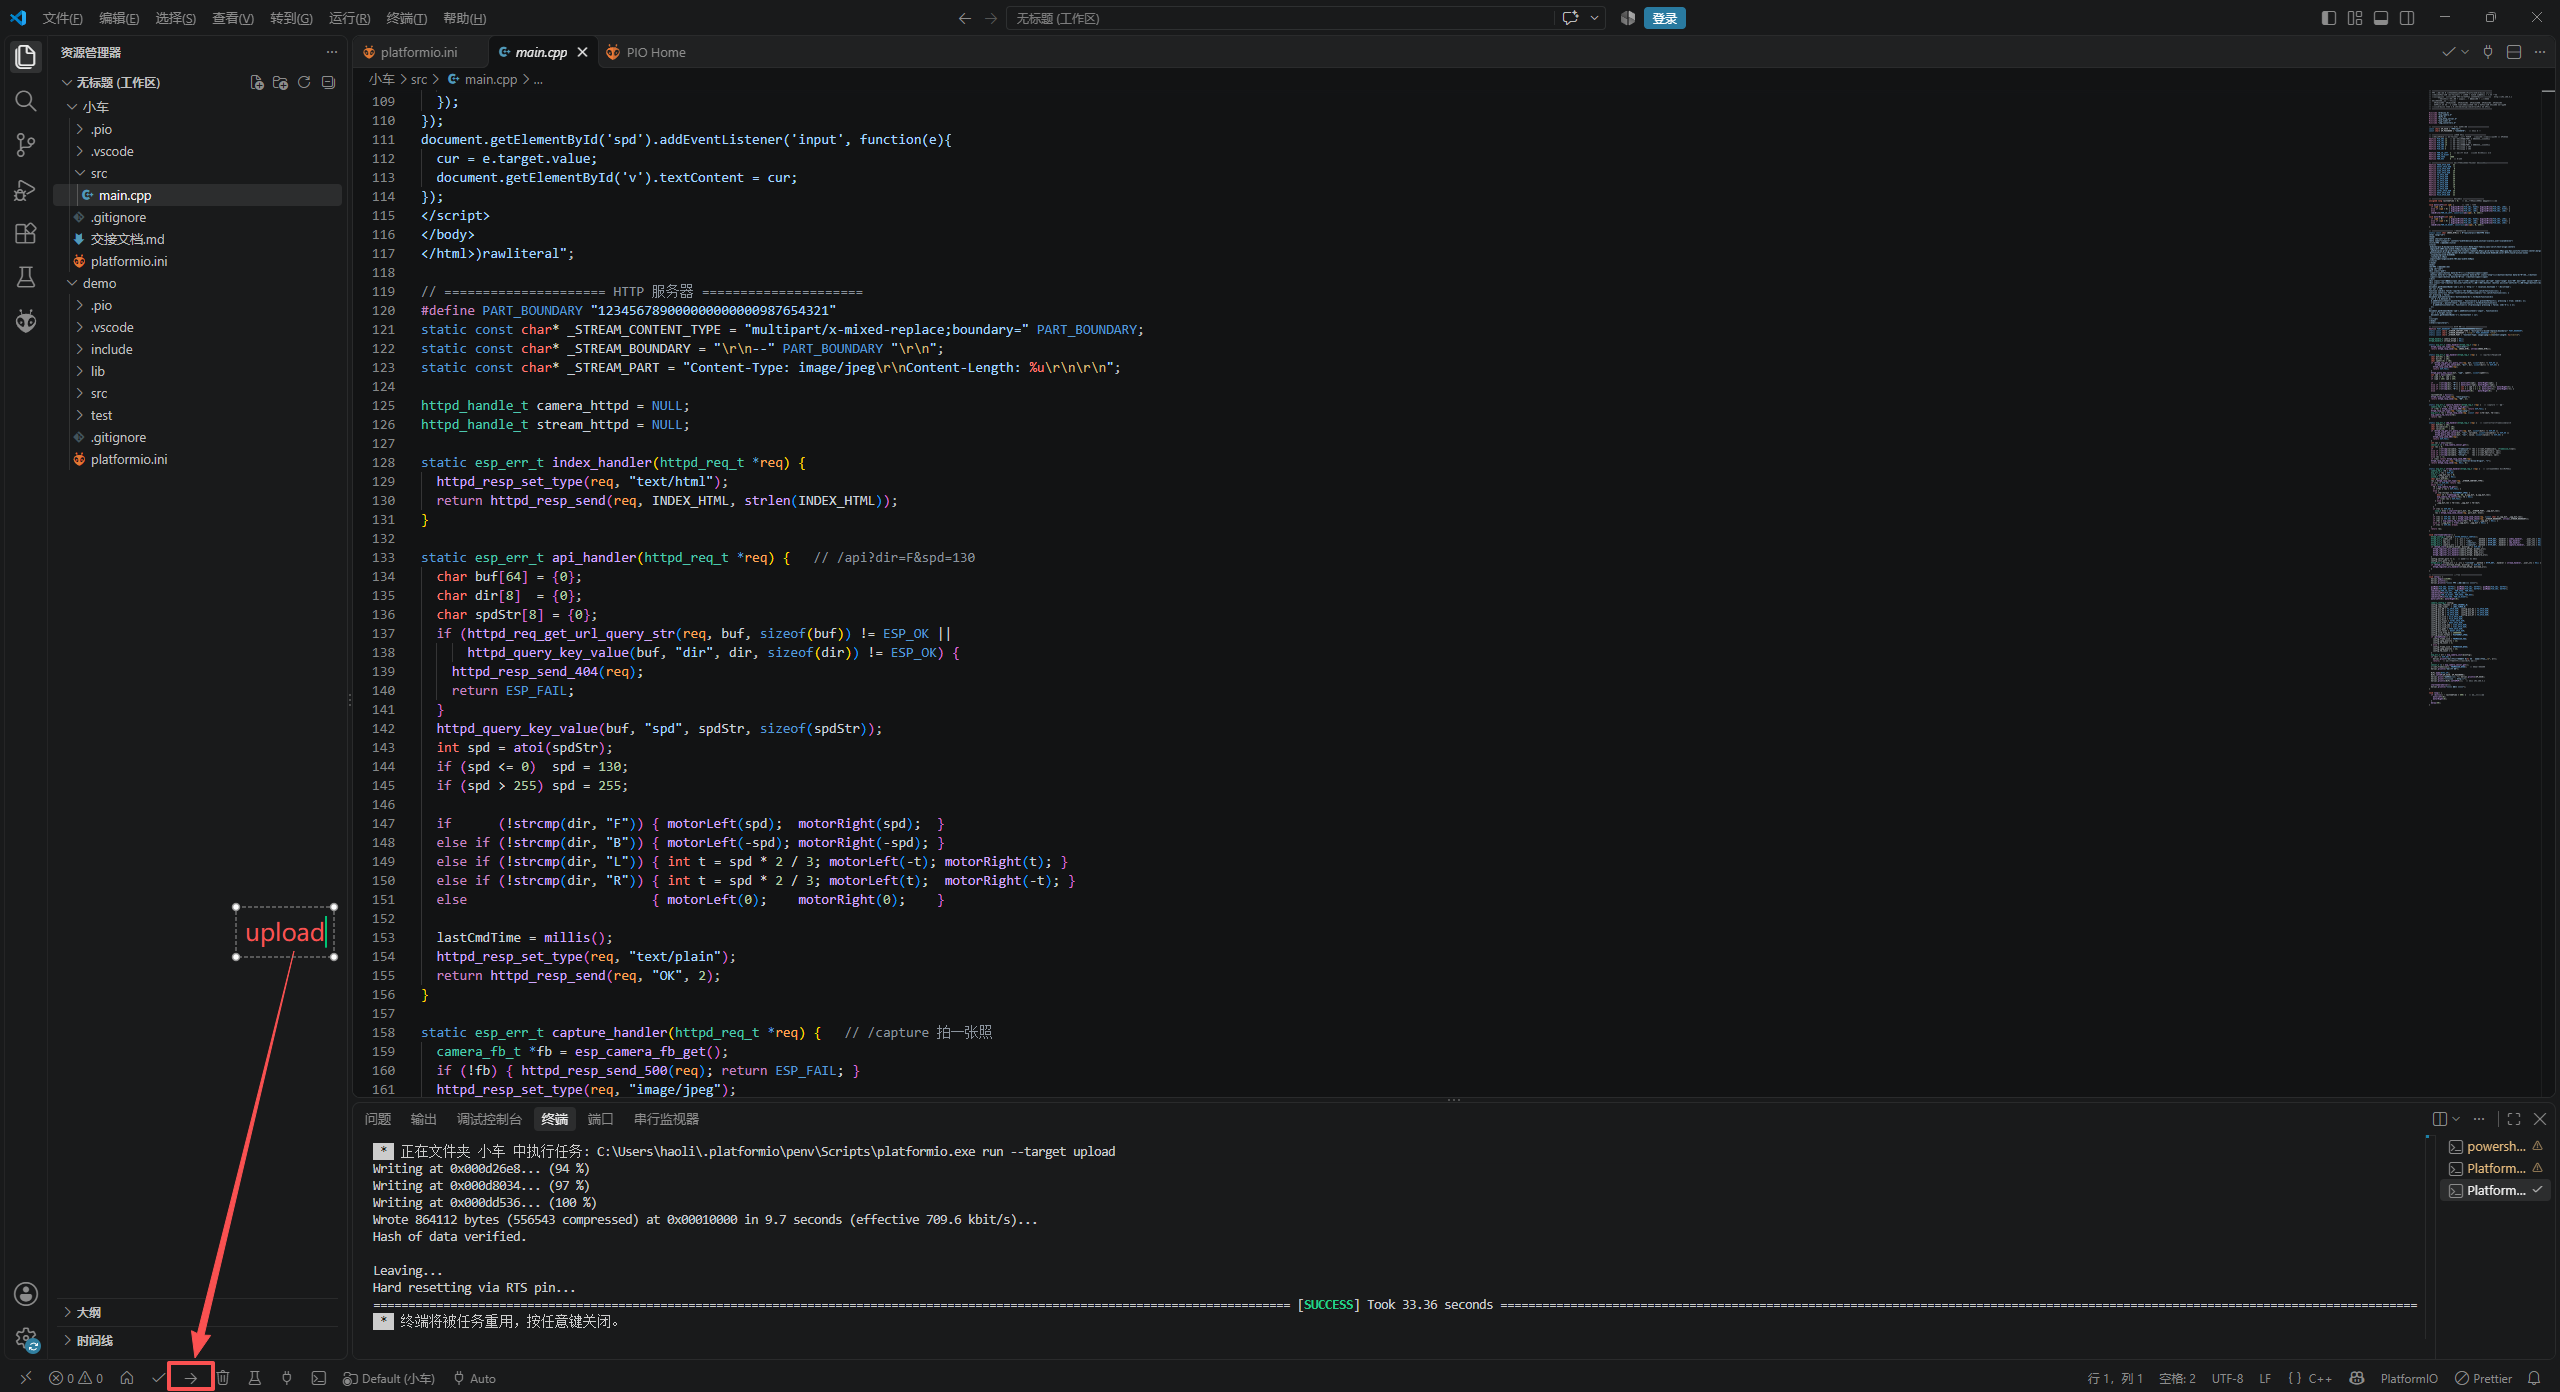 文件(F) 编辑(E) 选择(S) 查看(V) 转到(G) 运行(R) 终端(T) 帮助(H) 无标题 (工作区) 登录
资源管理器
无标题 (工作区)
小车
.pio
.vscode
src
main.cpp
.gitignore
交接文档.md
platformio.ini
demo
.pio
.vscode
include
lib
src
test
.gitignore
platformio.ini
upload
大纲
时间线
platformio.ini main.cpp PIO Home
小车 > src > main.cpp > ...
109   });
110 });
111 document.getElementById('spd').addEventListener('input', function(e){
112   cur = e.target.value;
113   document.getElementById('v').textContent = cur;
114 });
115 </script>
116 </body>
117 </html>)rawliteral";
118
119 // ===================== HTTP 服务器 =====================
120 #define PART_BOUNDARY "123456789000000000000987654321"
121 static const char* _STREAM_CONTENT_TYPE = "multipart/x-mixed-replace;boundary=" PART_BOUNDARY;
122 static const char* _STREAM_BOUNDARY = "\r\n--" PART_BOUNDARY "\r\n";
123 static const char* _STREAM_PART = "Content-Type: image/jpeg\r\nContent-Length: %u\r\n\r\n";
124
125 httpd_handle_t camera_httpd = NULL;
126 httpd_handle_t stream_httpd = NULL;
127
128 static esp_err_t index_handler(httpd_req_t *req) {
129   httpd_resp_set_type(req, "text/html");
130   return httpd_resp_send(req, INDEX_HTML, strlen(INDEX_HTML));
131 }
132
133 static esp_err_t api_handler(httpd_req_t *req) {   // /api?dir=F&spd=130
134   char buf[64] = {0};
135   char dir[8]  = {0};
136   char spdStr[8] = {0};
137   if (httpd_req_get_url_query_str(req, buf, sizeof(buf)) != ESP_OK ||
138       httpd_query_key_value(buf, "dir", dir, sizeof(dir)) != ESP_OK) {
139     httpd_resp_send_404(req);
140     return ESP_FAIL;
141   }
142   httpd_query_key_value(buf, "spd", spdStr, sizeof(spdStr));
143   int spd = atoi(spdStr);
144   if (spd <= 0)  spd = 130;
145   if (spd > 255) spd = 255;
146
147   if      (!strcmp(dir, "F")) { motorLeft(spd);  motorRight(spd);  }
148   else if (!strcmp(dir, "B")) { motorLeft(-spd); motorRight(-spd); }
149   else if (!strcmp(dir, "L")) { int t = spd * 2 / 3; motorLeft(-t); motorRight(t); }
150   else if (!strcmp(dir, "R")) { int t = spd * 2 / 3; motorLeft(t);  motorRight(-t); }
151   else                        { motorLeft(0);    motorRight(0);    }
152
153   lastCmdTime = millis();
154   httpd_resp_set_type(req, "text/plain");
155   return httpd_resp_send(req, "OK", 2);
156 }
157
158 static esp_err_t capture_handler(httpd_req_t *req) {   // /capture 拍一张照
159   camera_fb_t *fb = esp_camera_fb_get();
160   if (!fb) { httpd_resp_send_500(req); return ESP_FAIL; }
161   httpd_resp_set_type(req, "image/jpeg");
问题 输出 调试控制台 终端 端口 串行监视器
* 正在文件夹 小车 中执行任务: C:\Users\haoli\.platformio\penv\Scripts\platformio.exe run --target upload
Writing at 0x000d26e8... (94 %)
Writing at 0x000d8034... (97 %)
Writing at 0x000dd536... (100 %)
Wrote 864112 bytes (556543 compressed) at 0x00010000 in 9.7 seconds (effective 709.6 kbit/s)...
Hash of data verified.
Leaving...
Hard resetting via RTS pin...
[SUCCESS] Took 33.36 seconds
* 终端将被任务重用，按任意键关闭。
powersh...
Platform...
Platform...
0 0 Default (小车) Auto 行 1，列 1 空格: 2 UTF-8 LF {} C++ PlatformIO Prettier